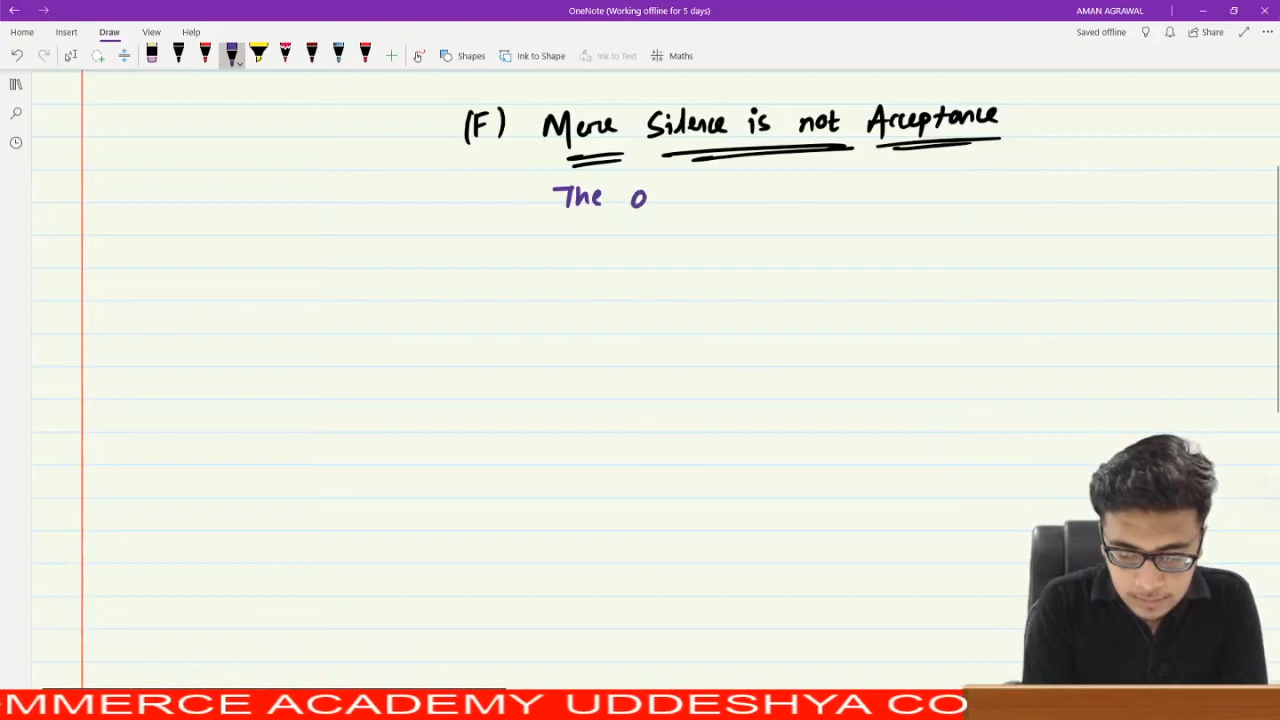 OneNote (Working offline for 5 days)
AMAN AGRAWAL
Home Insert Draw View Help
Saved offline
Share
Shapes
Ink to Shape
Ink to Text
Maths
(F) Mere Silence is not Acceptance
The O
OMMERCE ACADEMY UDDESHYA CO